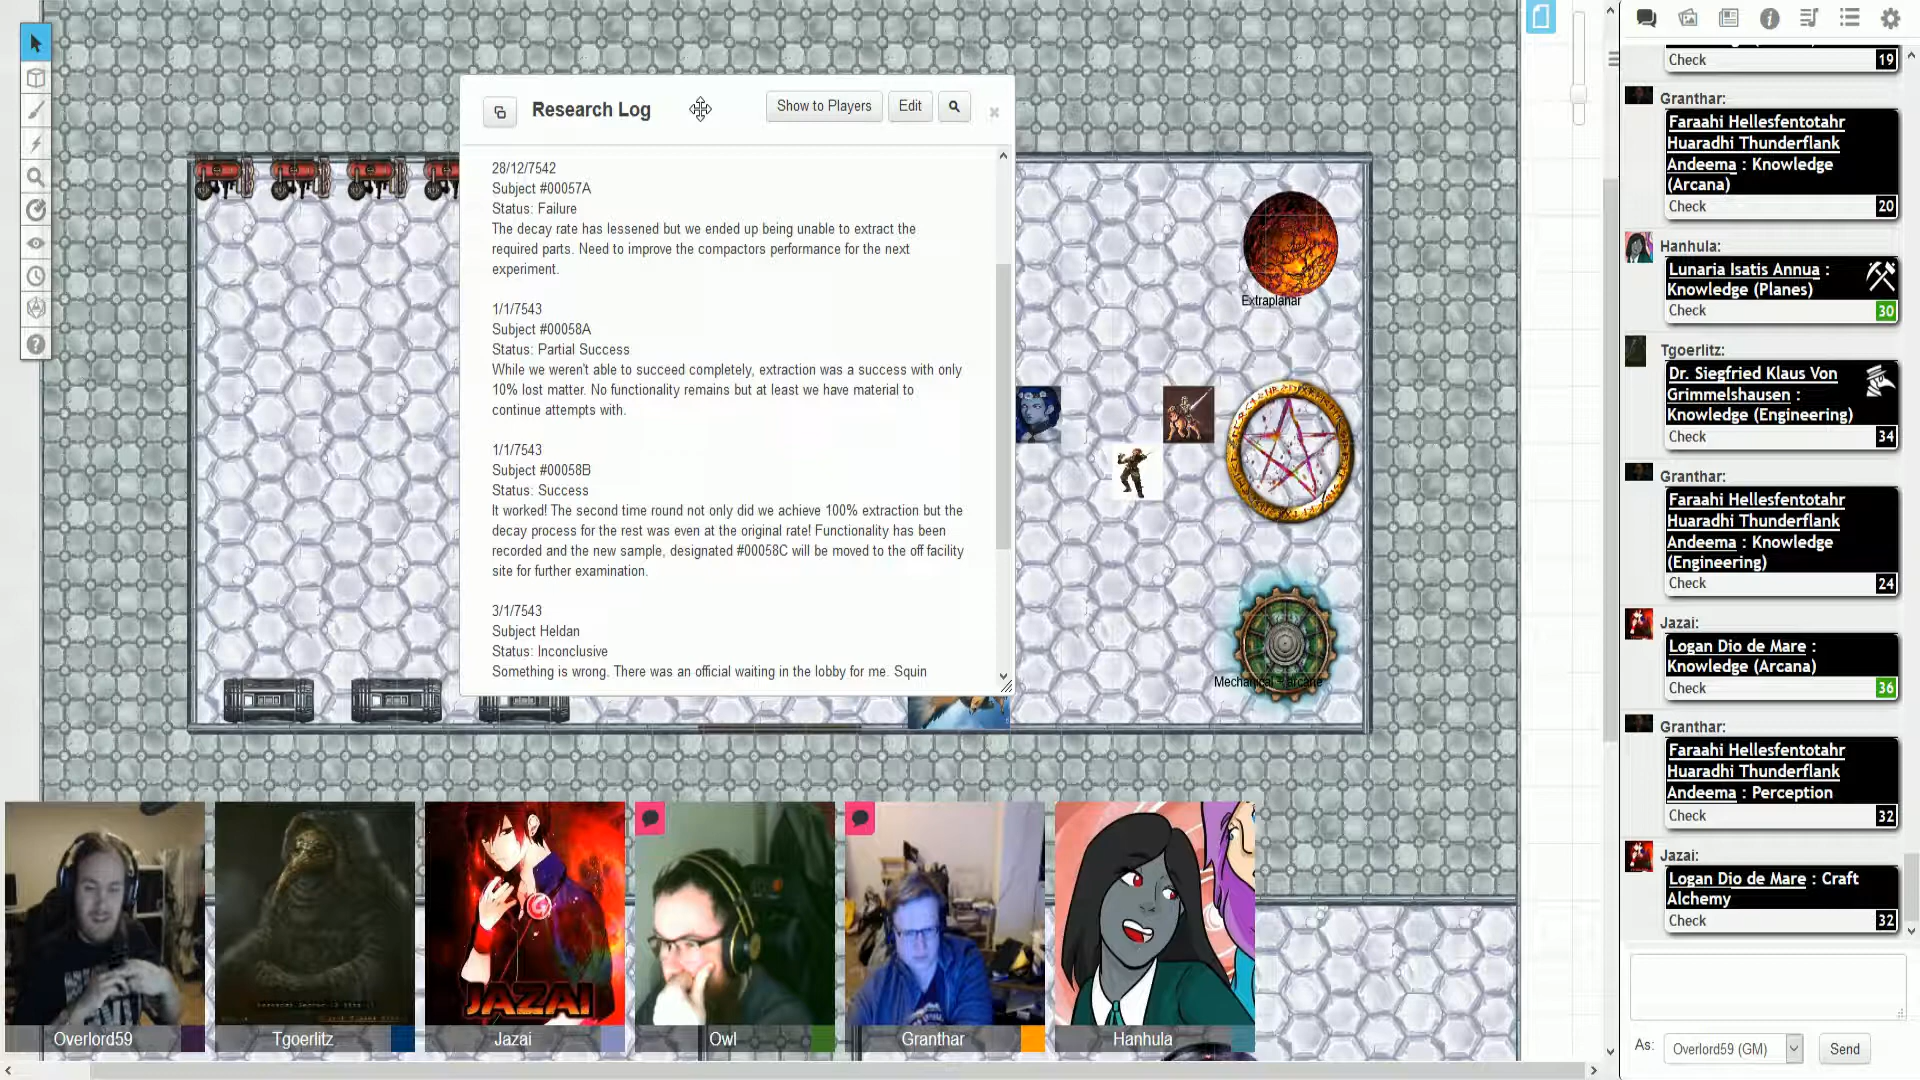 Research Log
Show to Players
Edit
28/12/7542
Subject #00057A
Status: Failure
The decay rate has lessened but we ended up being unable to extract the
required parts. Need to improve the compactors performance for the next
experiment.
1/1/7543
Subject #00058A
Status: Partial Success
While we weren't able to succeed completely, extraction was a success with only
10% lost matter. No functionality remains but at least we have material to
continue attempts with.
1/1/7543
Subject #00058B
Status: Success
It worked! The second time round not only did we achieve 100% extraction but the
decay process for the rest was even at the original rate! Functionality has been
recorded and the new sample, designated #00058C will be moved to the off facility
site for further examination.
3/1/7543
Subject Heldan
Status: Inconclusive
Something is wrong. There was an official waiting in the lobby for me. Squin
Extraplanar
Mechanical - arcane
JAZAI
Overlord59
Tgoerlitz
Jazai
Owl
Granthar
Hanhula
Check 19
Granthar:
Faraahi Hellesfentotahr
Huaradhi Thunderflank
Andeema : Knowledge
(Arcana)
Check 20
Hanhula:
Lunaria Isatis Annua :
Knowledge (Planes)
Check 30
Tgoerlitz:
Dr. Siegfried Klaus Von
Grimmelshausen :
Knowledge (Engineering)
Check 34
Granthar:
Faraahi Hellesfentotahr
Huaradhi Thunderflank
Andeema : Knowledge
(Engineering)
Check 24
Jazai:
Logan Dio de Mare :
Knowledge (Arcana)
Check 36
Granthar:
Faraahi Hellesfentotahr
Huaradhi Thunderflank
Andeema : Perception
Check 32
Jazai:
Logan Dio de Mare : Craft
Alchemy
Check 32
As: Overlord59 (GM)
Send